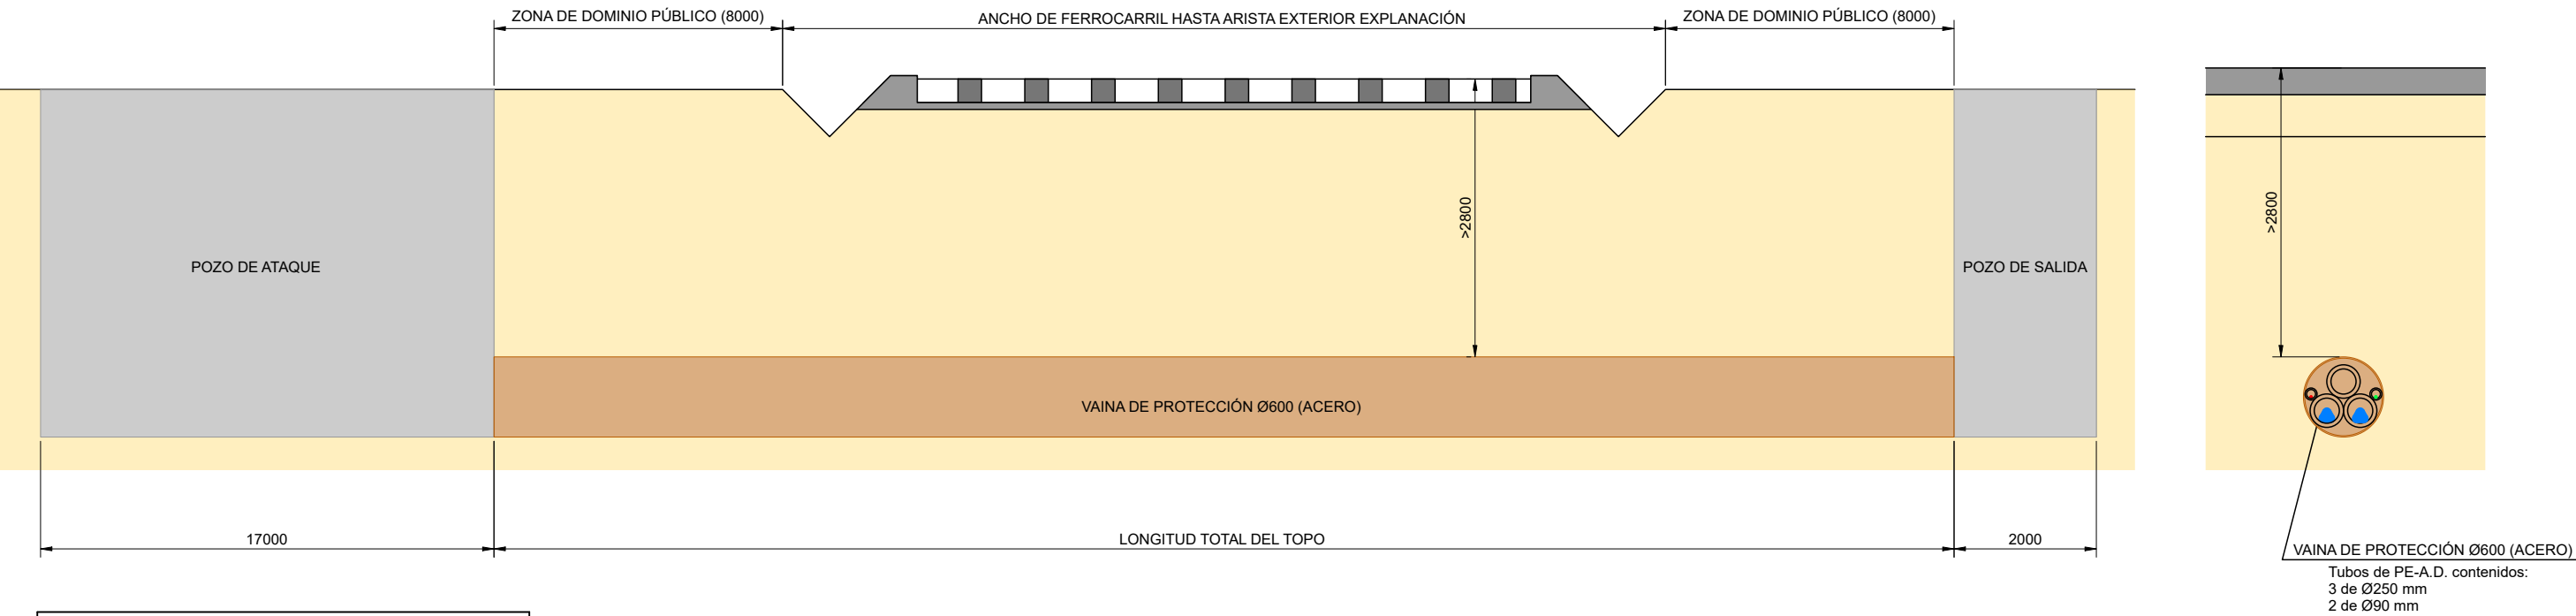 ZONA DE DOMINIO PÚBLICO (8000)
ANCHO DE FERROCARRIL HASTA ARISTA EXTERIOR EXPLANACIÓN
ZONA DE DOMINIO PÚBLICO (8000)
>2800
>2800
POZO DE ATAQUE
POZO DE SALIDA
VAINA DE PROTECCIÓN Ø600 (ACERO)
17000
LONGITUD TOTAL DEL TOPO
2000
VAINA DE PROTECCIÓN Ø600 (ACERO)
Tubos de PE-A.D. contenidos:
3 de Ø250 mm
2 de Ø90 mm